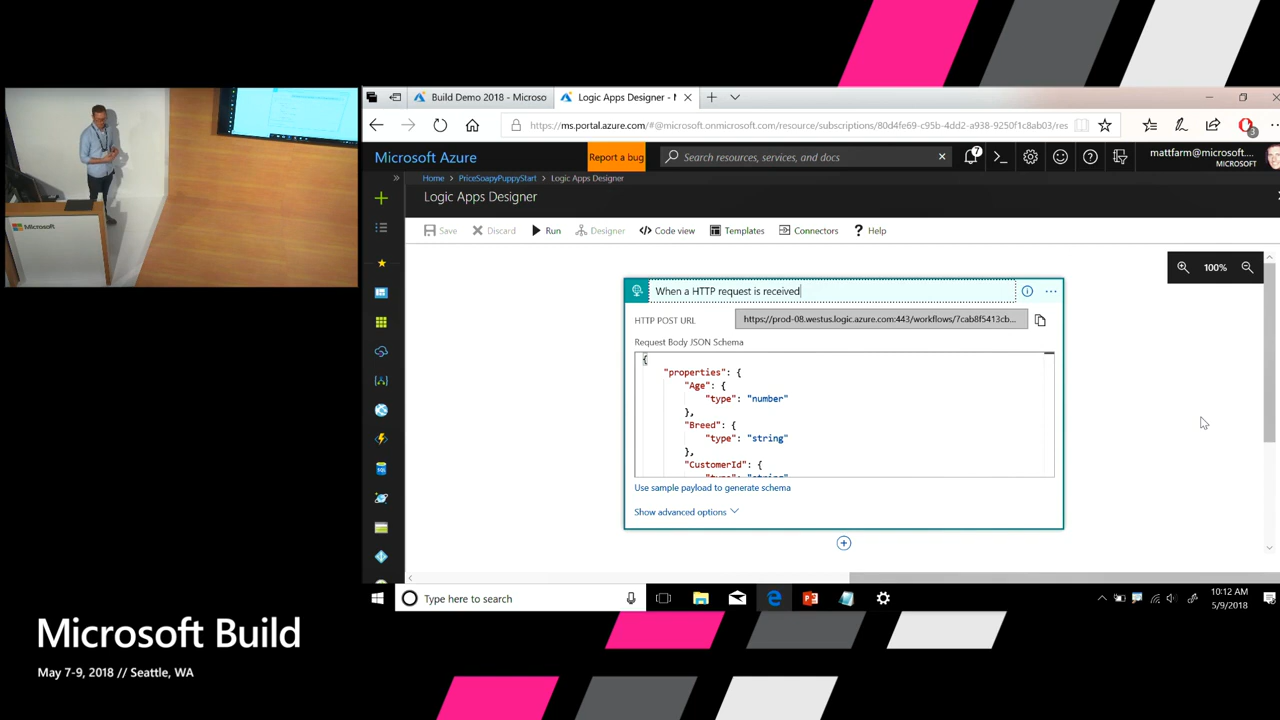 Build Demo 2018 - Microso
Logic Apps Designer - M
https://ms.portal.azure.com/#@microsoft.onmicrosoft.com/resource/subscriptions/80d4fe69-c95b-4dd2-a938-9250f1c8ab03/res
3
Microsoft Azure
Report a bug
Search resources, services, and docs
7
mattfarm@microsoft....
MICROSOFT
Home > PriceSoapyPuppyStart > Logic Apps Designer
Logic Apps Designer
Save
Discard
Run
Designer
Code view
Templates
Connectors
Help
100%
When a HTTP request is received
HTTP POST URL
https://prod-08.westus.logic.azure.com:443/workflows/7cab8f5413cb...
Request Body JSON Schema
{
"properties": {
"Age": {
"type": "number"
},
"Breed": {
"type": "string"
},
"CustomerId": {
"type": "string"
Use sample payload to generate schema
Show advanced options
Type here to search
10:12 AM
5/9/2018
Microsoft
Microsoft Build
May 7-9, 2018 // Seattle, WA